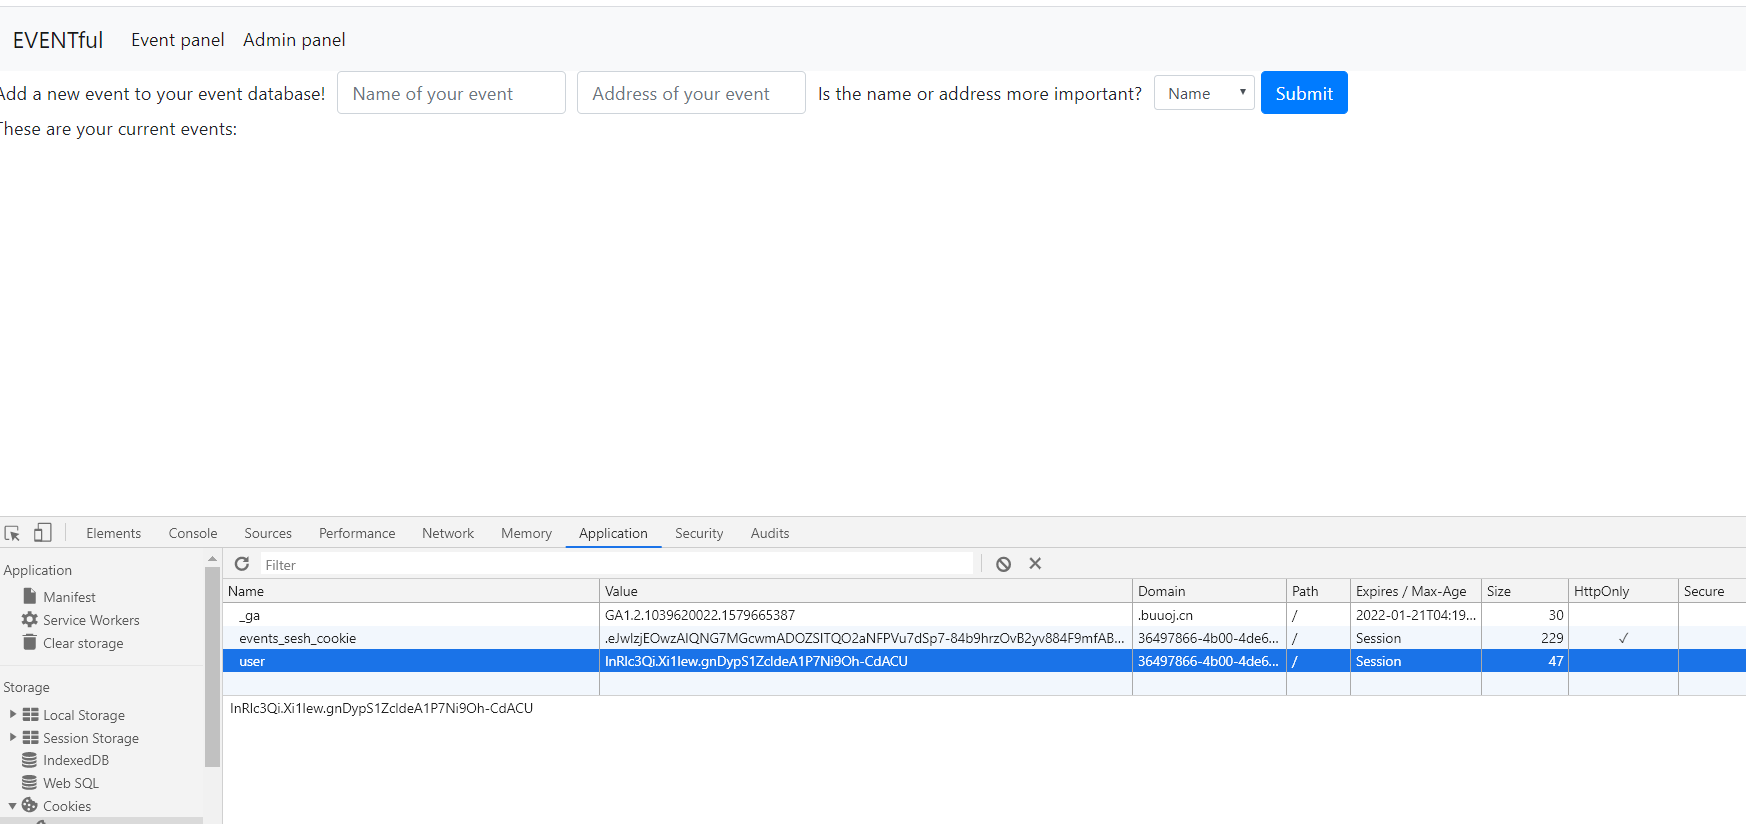 EVENTful Event panel Admin panel
Add a new event to your event database! Name of your event Address of your event Is the name or address more important? Name Submit
These are your current events:
Elements Console Sources Performance Network Memory Application Security Audits
Application
Manifest
Service Workers
Clear storage
Storage
Local Storage
Session Storage
IndexedDB
Web SQL
Cookies
Filter
Name Value Domain Path Expires / Max-Age Size HttpOnly Secure
_ga GA1.2.1039620022.1579665387 .buuoj.cn / 2022-01-21T04:19... 30
events_sesh_cookie .eJwlzjEOwzAIQNG7MGcwmADOZSITQO2aNFPVu7dSp7-84b9hrzOvB2yv884F9mfAB... 36497866-4b00-4de6... / Session 229 ✓
user InRlc3Qi.Xi1Iew.gnDypS1ZcldeA1P7Ni9Oh-CdACU 36497866-4b00-4de6... / Session 47
InRlc3Qi.Xi1Iew.gnDypS1ZcldeA1P7Ni9Oh-CdACU